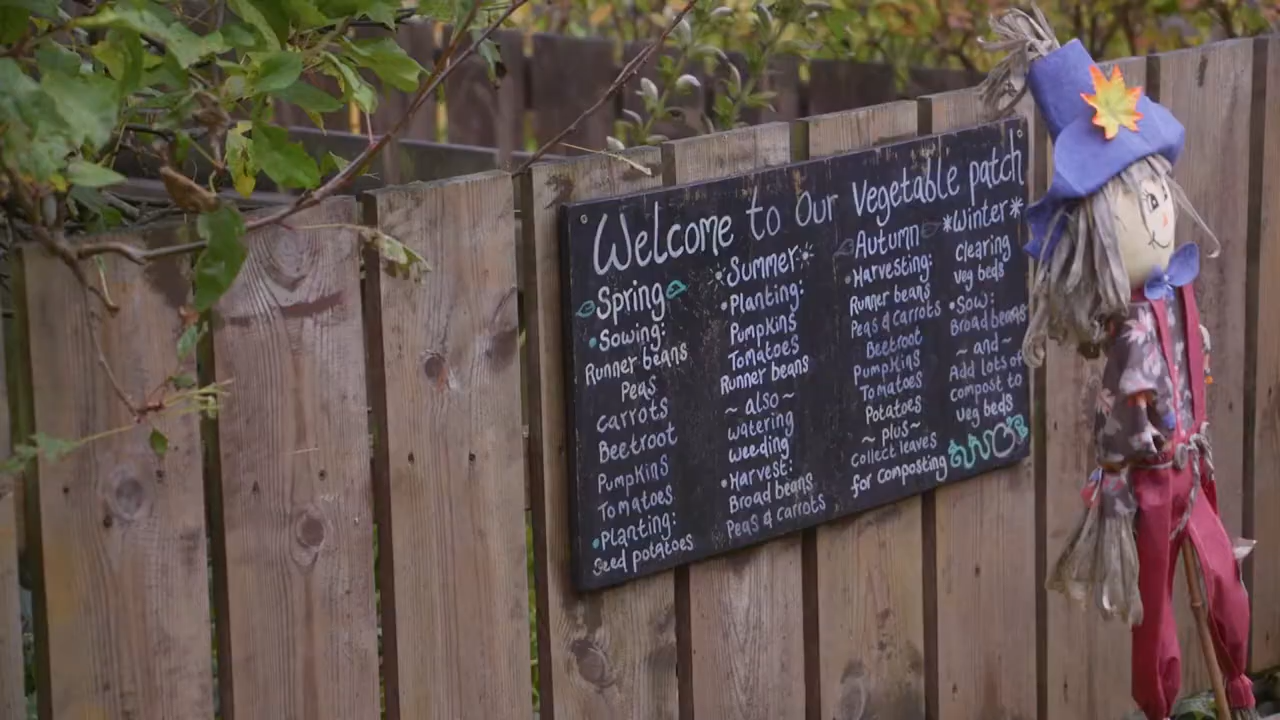 Welcome to Our Vegetable patch
Spring
•Sowing:
Runner beans
Peas
Carrots
Beetroot
Pumpkins
Tomatoes
•Planting:
Seed potatoes
Summer
•Planting:
Pumpkins
Tomatoes
Runner beans
~ also ~
watering
weeding
•Harvest:
Broad beans
Peas & Carrots
Autumn
•Harvesting:
Runner beans
Peas & Carrots
Beetroot
Pumpkins
Tomatoes
Potatoes
~ plus ~
Collect leaves
for composting
*Winter*
Clearing
veg beds
•Sow:
Broad beans
~ and ~
Add lots of
compost to
veg beds